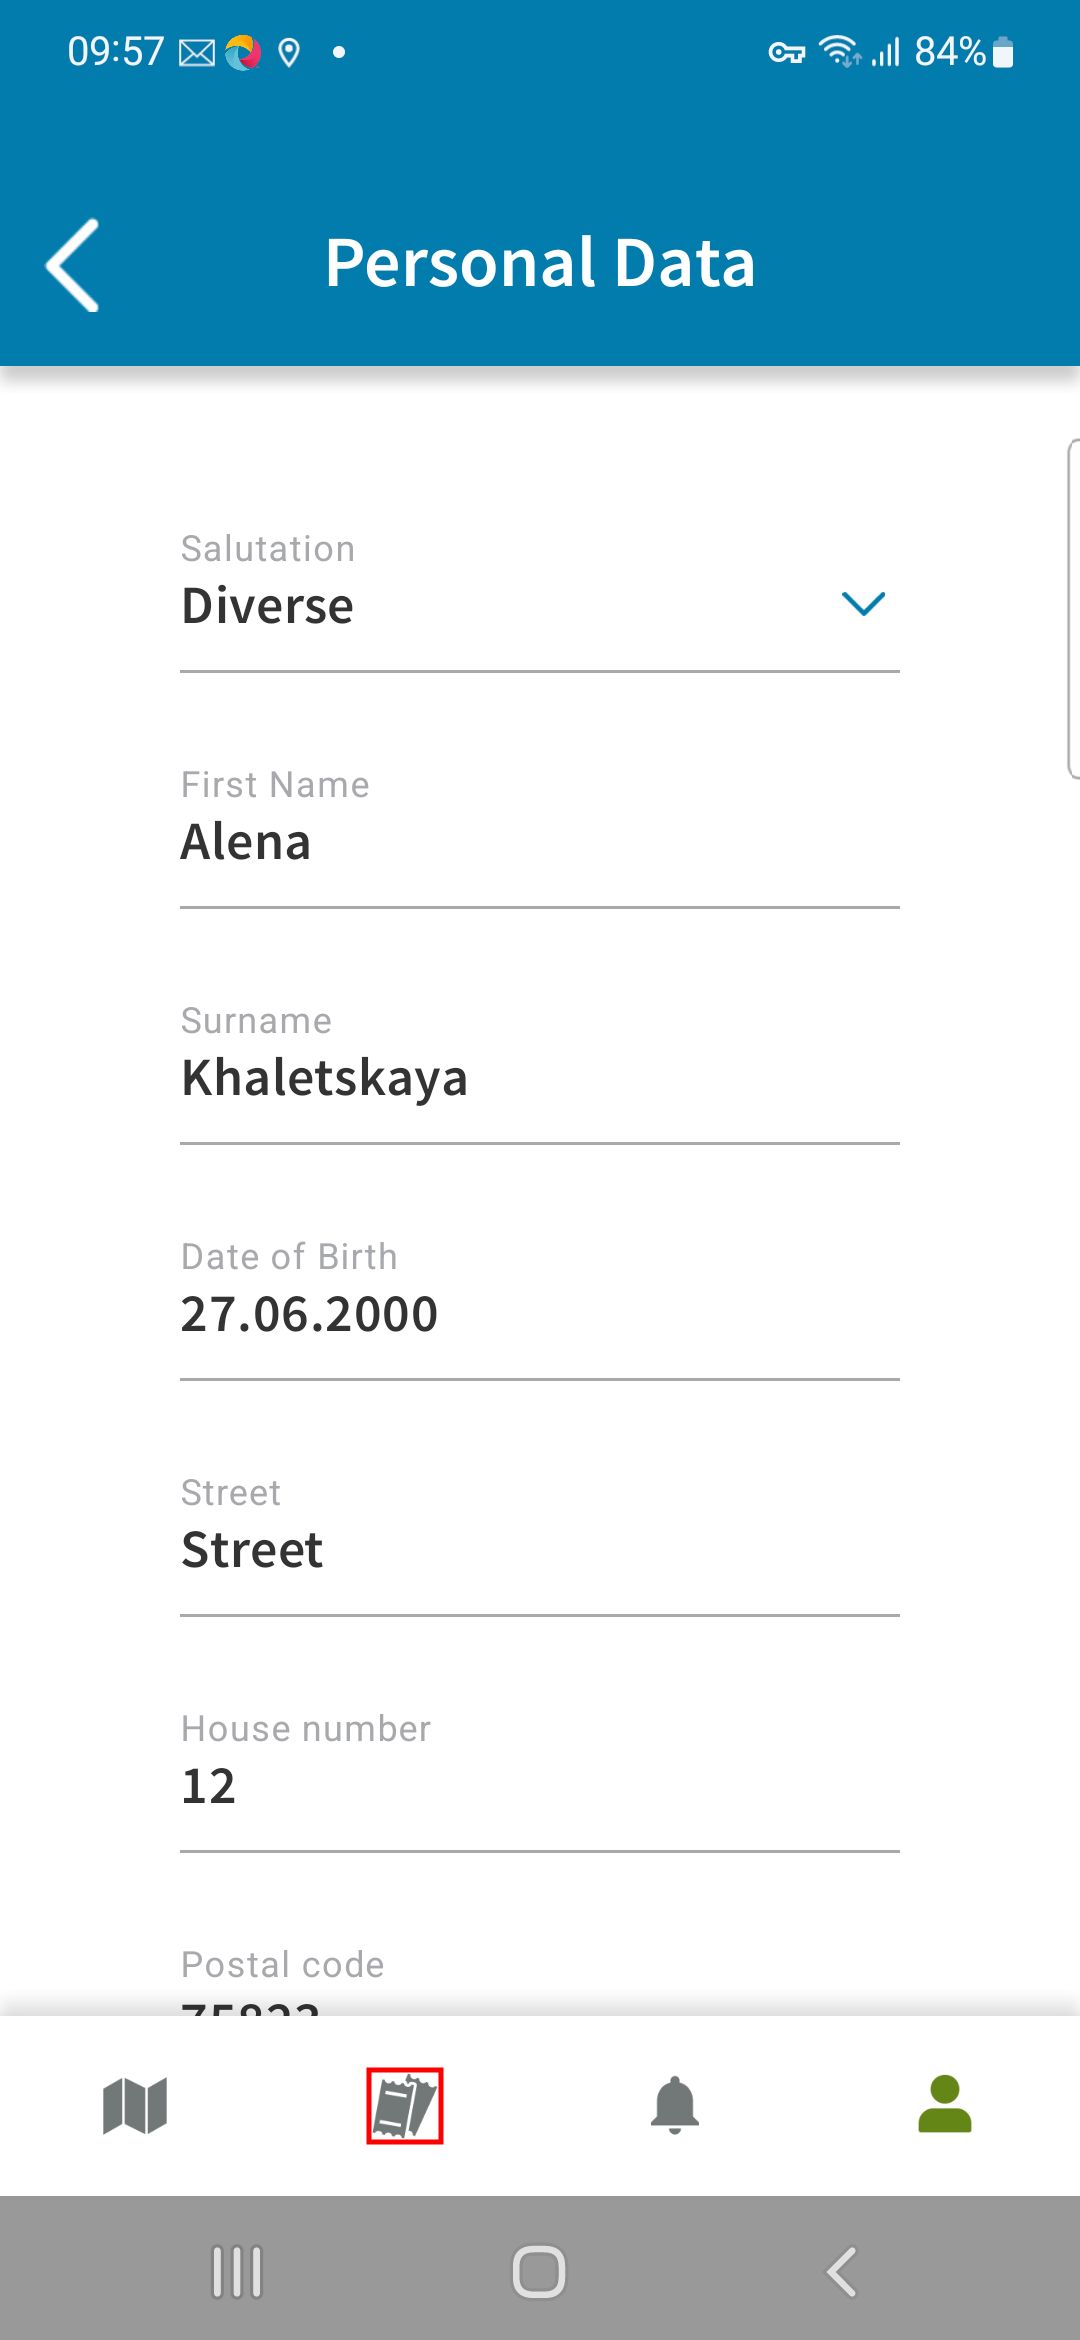 09:57 84%
Personal Data
Salutation
Diverse
First Name
Alena
Surname
Khaletskaya
Date of Birth
27.06.2000
Street
Street
House number
12
Postal code